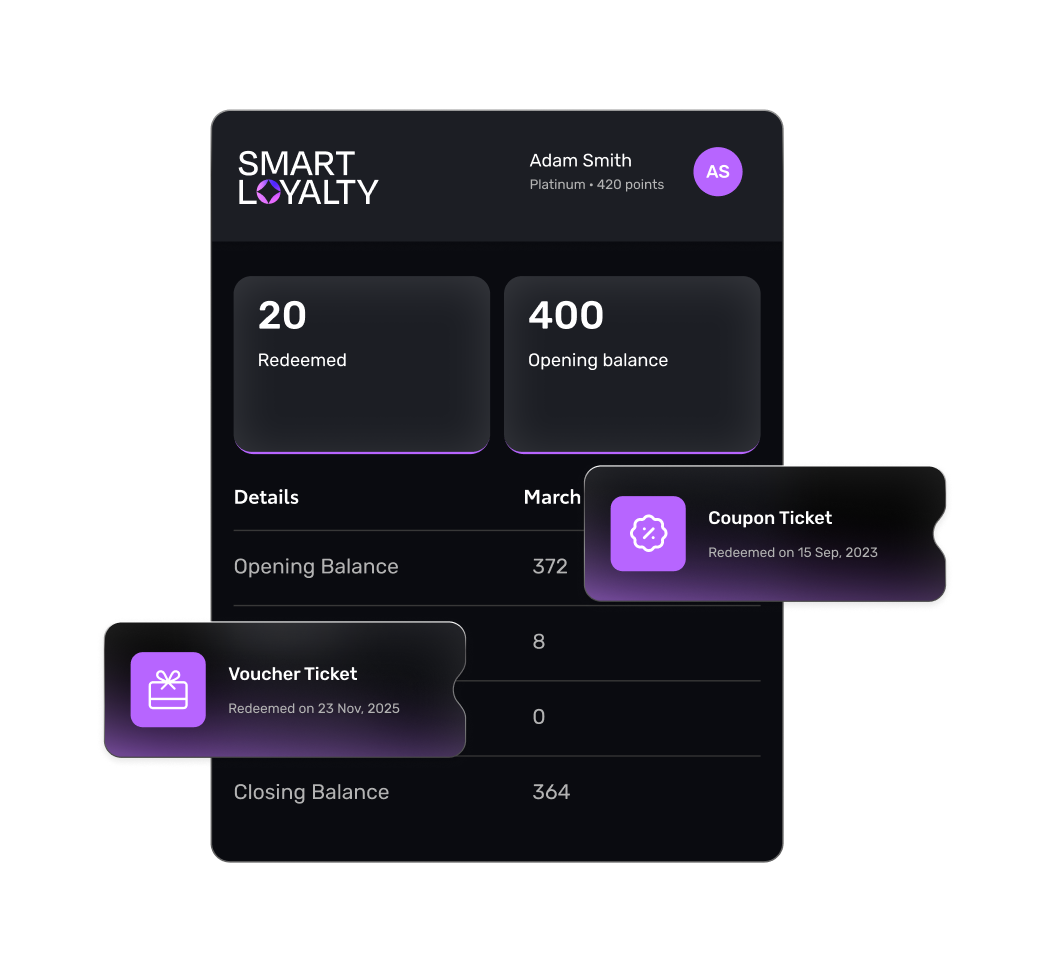 SMART
LOYALTY
Adam Smith
Platinum • 420 points
AS
20
Redeemed
400
Opening balance
Details
March
Coupon Ticket
Redeemed on 15 Sep, 2023
Opening Balance
372
8
Voucher Ticket
Redeemed on 23 Nov, 2025
0
Closing Balance
364